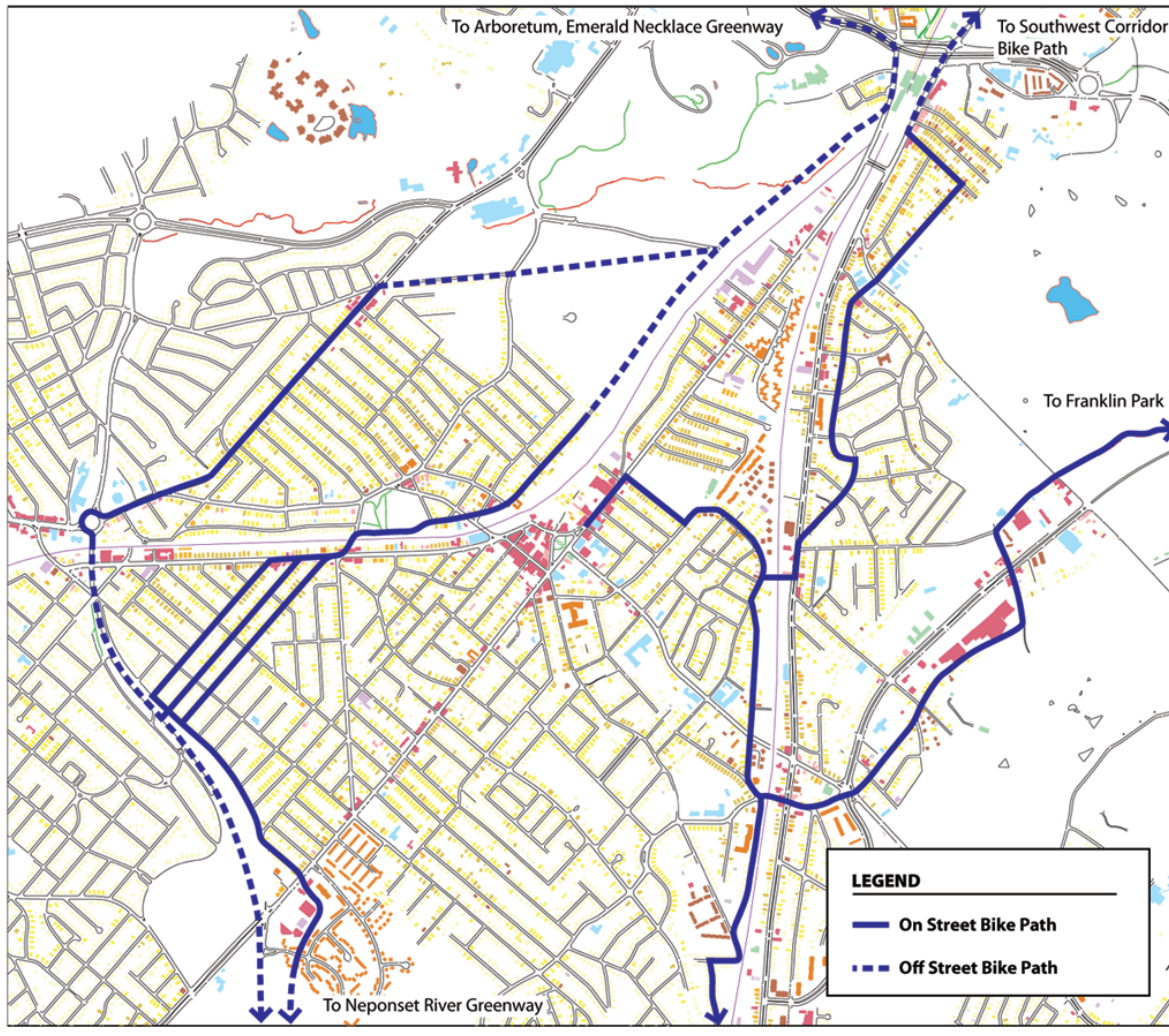 To Arboretum, Emerald Necklace Greenway
To Southwest Corridor
Bike Path
To Franklin Park
LEGEND
On Street Bike Path
Off Street Bike Path
To Neponset River Greenway